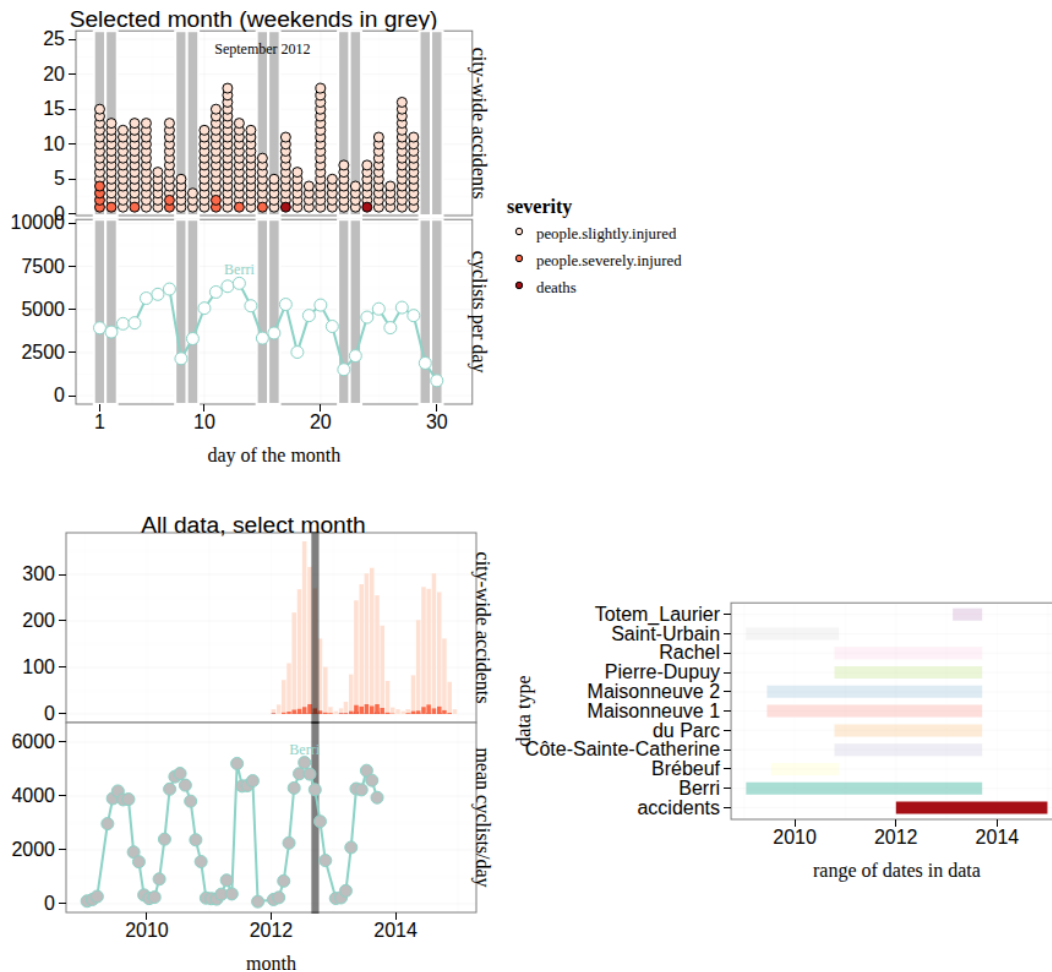 Selected month (weekends in grey)
September 2012
25
20
15
10
5
0
city-wide accidents
10000
7500
5000
2500
0
Berri
cyclists per day
1
10
20
30
day of the month
severity
people.slightly.injured
people.severely.injured
deaths
All data, select month
300
200
100
0
city-wide accidents
6000
4000
2000
0
Berri
mean cyclists/day
2010
2012
2014
month
data type
Totem_Laurier
Saint-Urbain
Rachel
Pierre-Dupuy
Maisonneuve 2
Maisonneuve 1
du Parc
Côte-Sainte-Catherine
Brébeuf
Berri
accidents
2010
2012
2014
range of dates in data